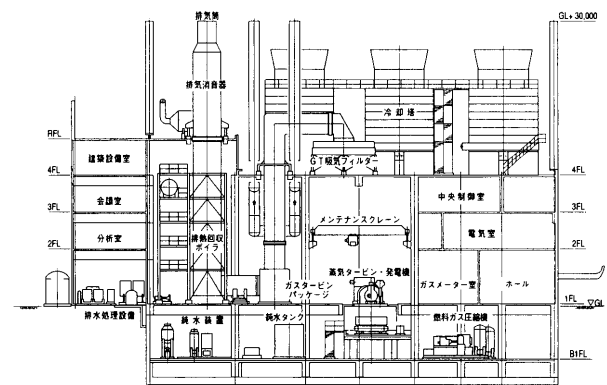 排気筒
GL+30,000
排気消音器
冷却塔
RFL
建築設備室
GT吸気フィルター
4FL
4FL
中央制御室
会議室
3FL
3FL
メンテナンスクレーン
電気室
分析室
排熱回収
ボイラ
2FL
2FL
蒸気タービン・発電機
ガスタービン
パッケージ
ガスメーター室
ホール
1FL
▽GL
排水処理設備
純水装置
純水タンク
燃料ガス圧縮機
B1FL